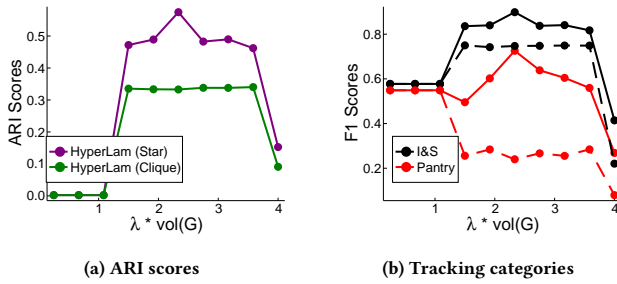 ARI Scores
0.5
0.4
0.3
0.2
0.1
0.0
HyperLam (Star)
HyperLam (Clique)
1
2
3
4
λ * vol(G)
(a) ARI scores
F1 Scores
0.8
0.6
0.4
0.2
I&S
Pantry
1
2
3
4
λ * vol(G)
(b) Tracking categories